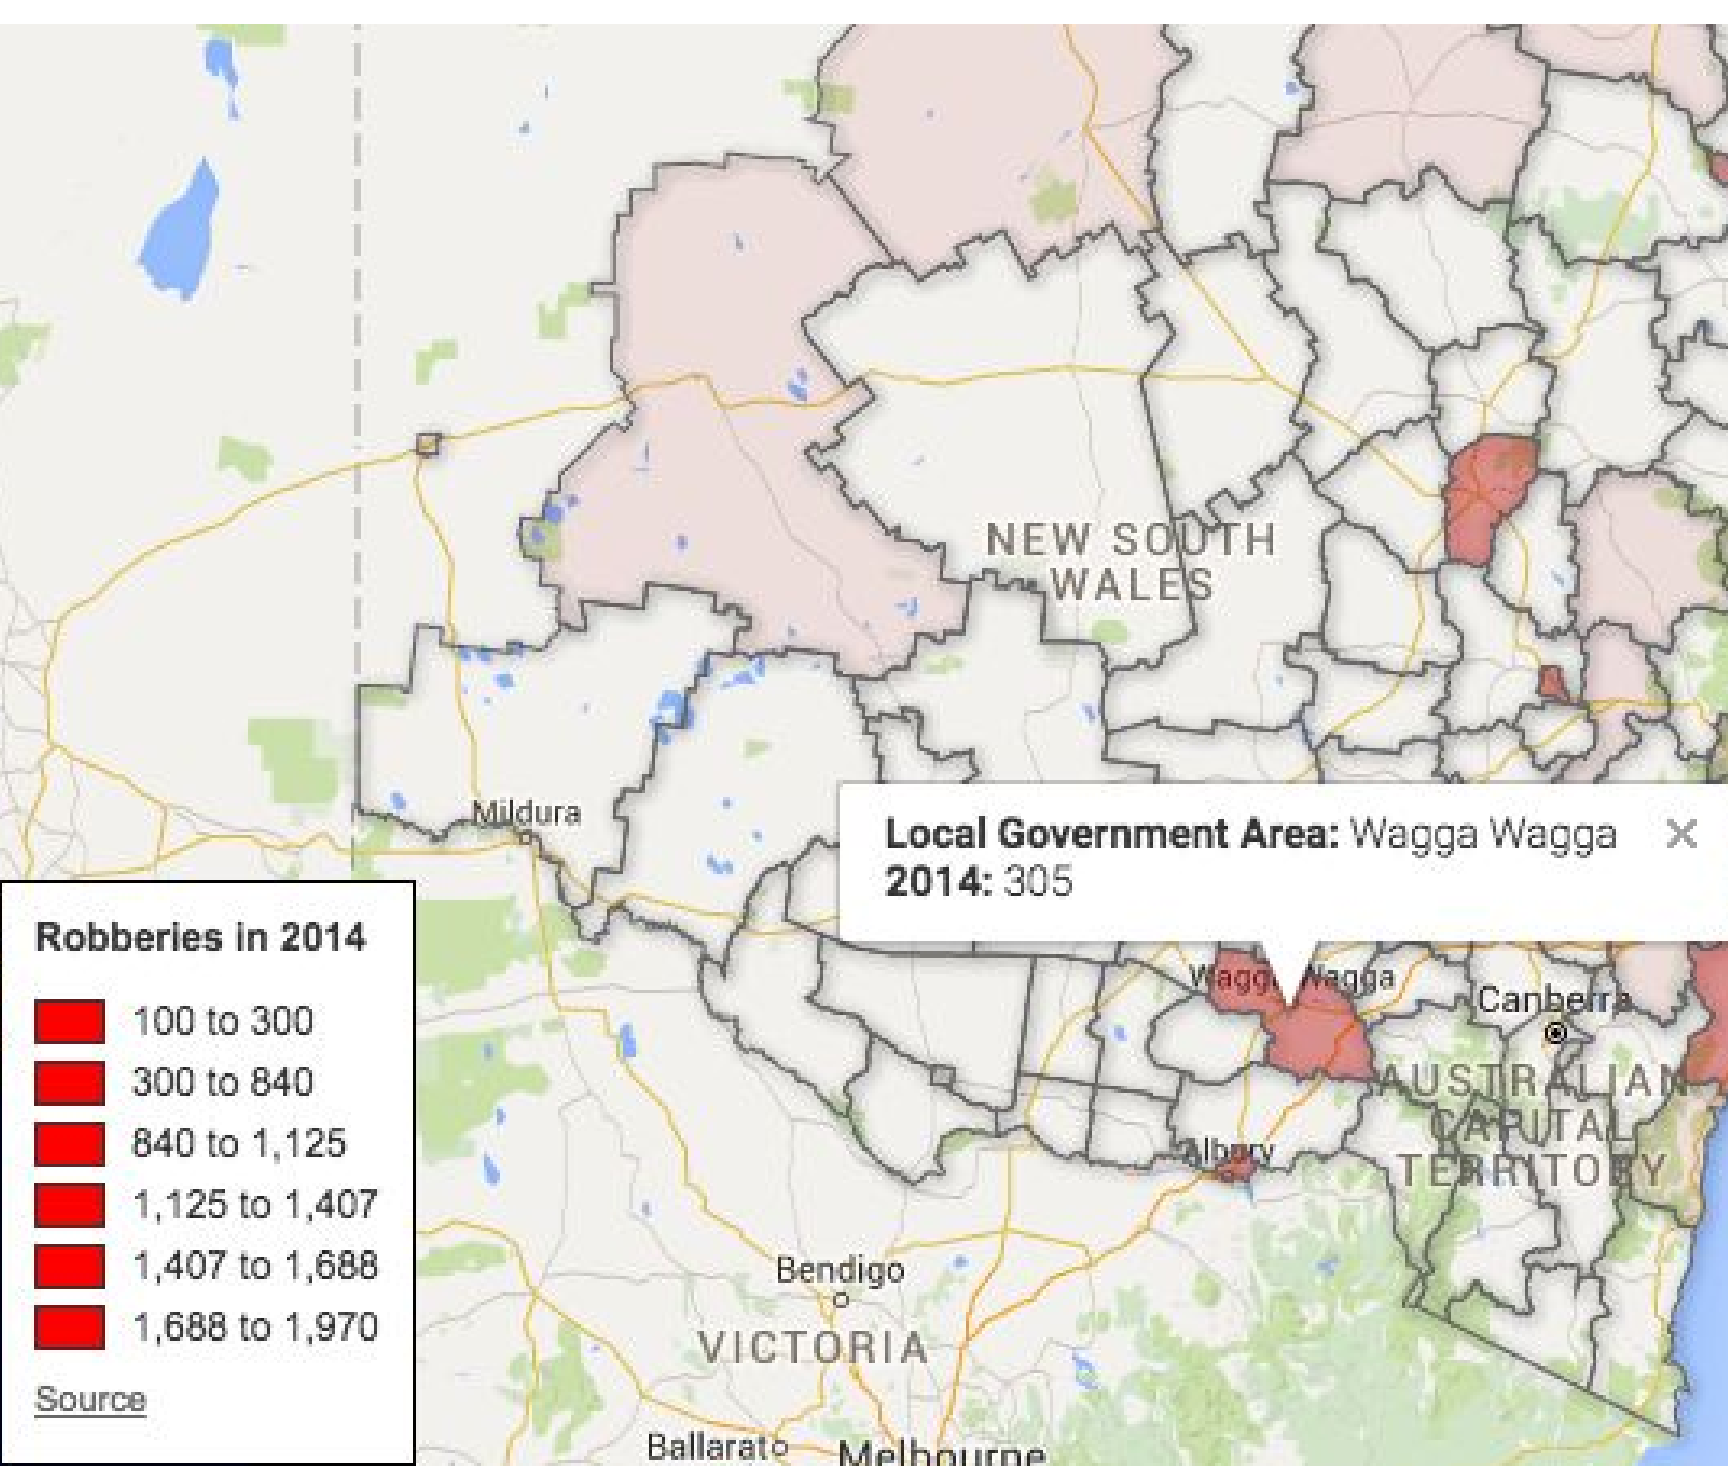 NEW SOUTH
WALES
Mildura
Local Government Area: Wagga Wagga
2014: 305
Wagga Wagga
Canberra
AUSTRALIAN
CAPITAL
TERRITORY
Albury
Robberies in 2014
100 to 300
300 to 840
840 to 1,125
1,125 to 1,407
1,407 to 1,688
1,688 to 1,970
Source
Bendigo
VICTORIA
Ballarat
Melbourne